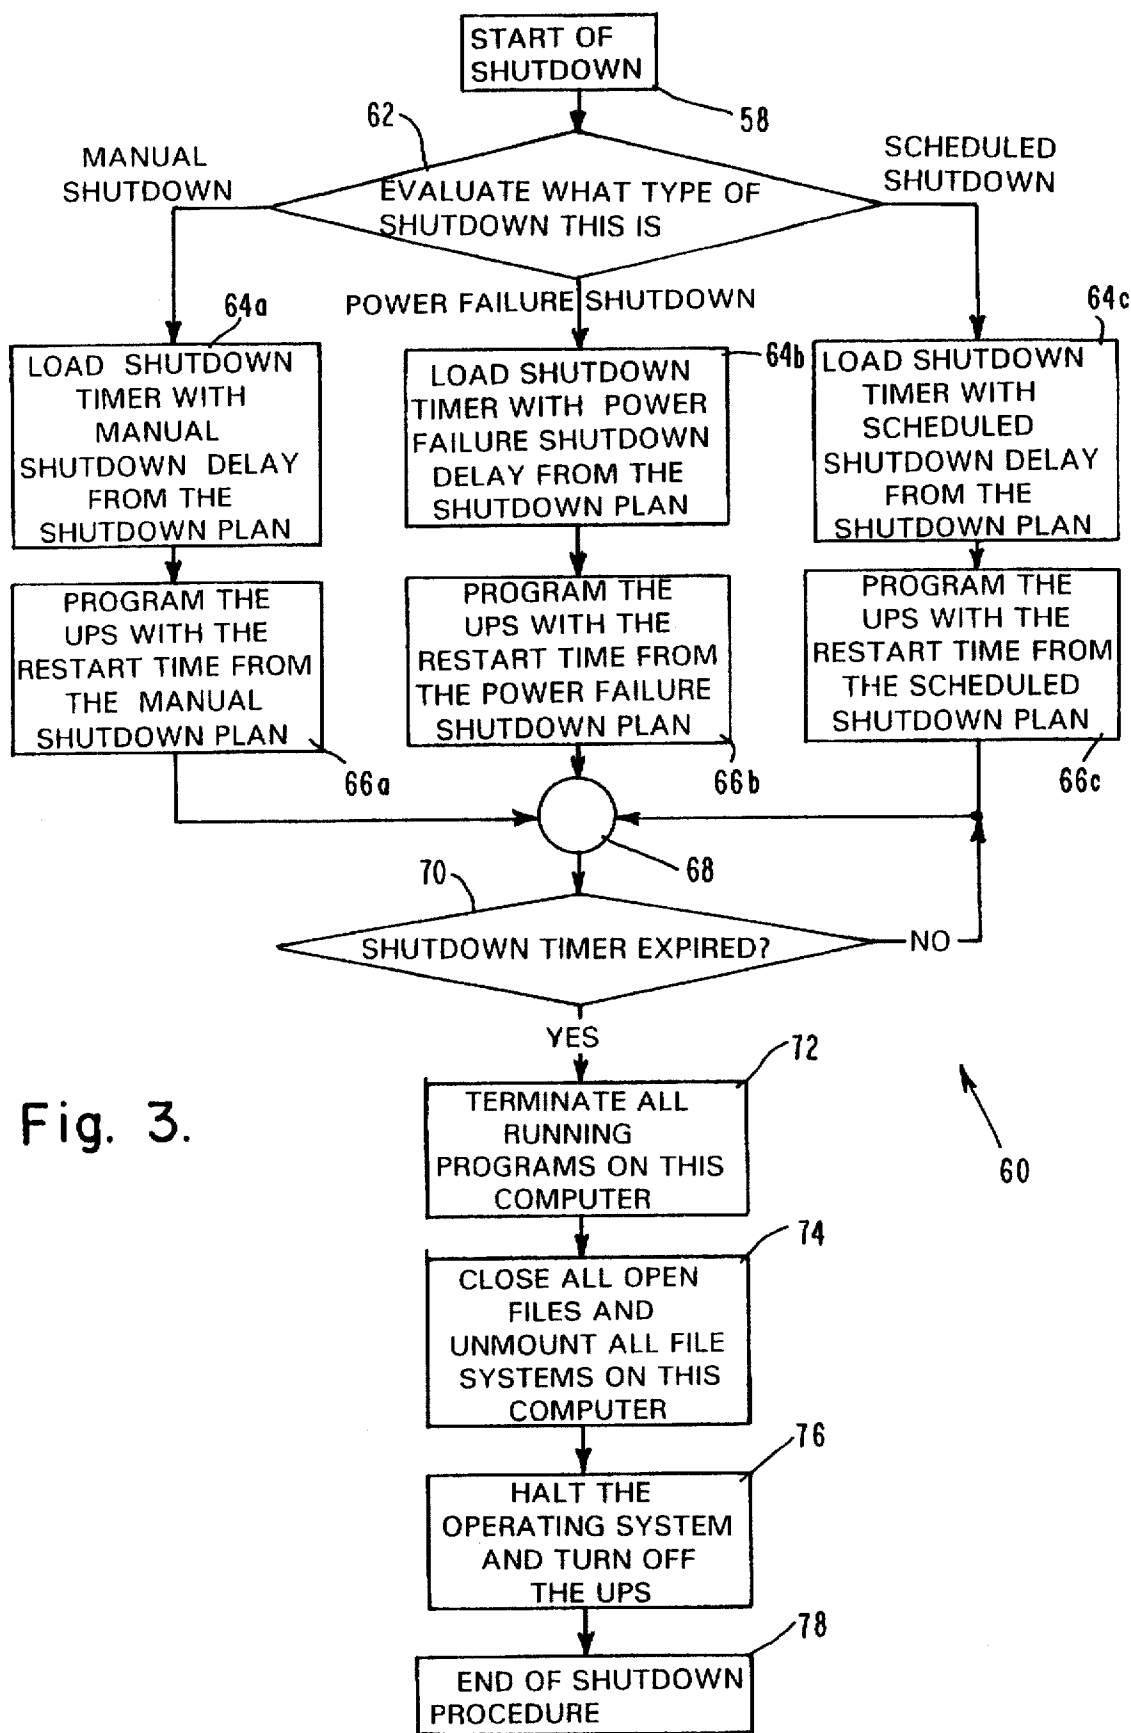 START OF
SHUTDOWN
58
62
MANUAL
SHUTDOWN
SCHEDULED
SHUTDOWN
EVALUATE WHAT TYPE OF
SHUTDOWN THIS IS
POWER FAILURE SHUTDOWN
64a
LOAD SHUTDOWN
TIMER WITH
MANUAL
SHUTDOWN DELAY
FROM THE
SHUTDOWN PLAN
64b
LOAD SHUTDOWN
TIMER WITH POWER
FAILURE SHUTDOWN
DELAY FROM THE
SHUTDOWN PLAN
64c
LOAD SHUTDOWN
TIMER WITH
SCHEDULED
SHUTDOWN DELAY
FROM THE
SHUTDOWN PLAN
PROGRAM THE
UPS WITH THE
RESTART TIME FROM
THE MANUAL
SHUTDOWN PLAN
66a
PROGRAM THE
UPS WITH THE
RESTART TIME FROM
THE POWER FAILURE
SHUTDOWN PLAN
66b
PROGRAM THE
UPS WITH THE
RESTART TIME FROM
THE SCHEDULED
SHUTDOWN PLAN
66c
68
70
SHUTDOWN TIMER EXPIRED?
NO
YES
72
TERMINATE ALL
RUNNING
PROGRAMS ON THIS
COMPUTER
Fig. 3.
60
74
CLOSE ALL OPEN
FILES AND
UNMOUNT ALL FILE
SYSTEMS ON THIS
COMPUTER
76
HALT THE
OPERATING SYSTEM
AND TURN OFF
THE UPS
78
END OF SHUTDOWN
PROCEDURE